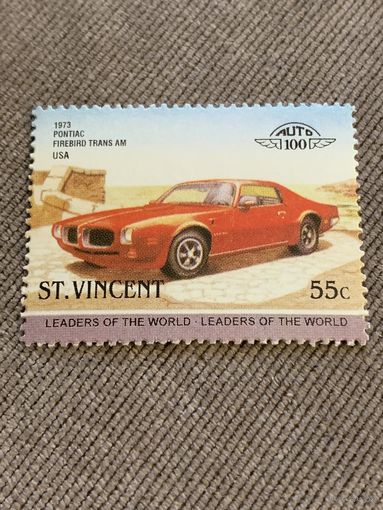 1973
PONTIAC
FIREBIRD TRANS AM
USA
AUTO
100
ST. VINCENT
55c
LEADERS OF THE WORLD · LEADERS OF THE WORLD